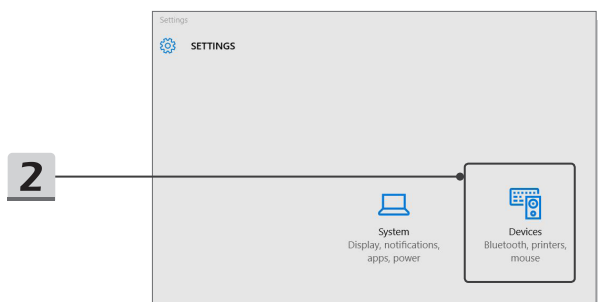 Settings
SETTINGS
2
System
Display, notifications,
apps, power
Devices
Bluetooth, printers,
mouse